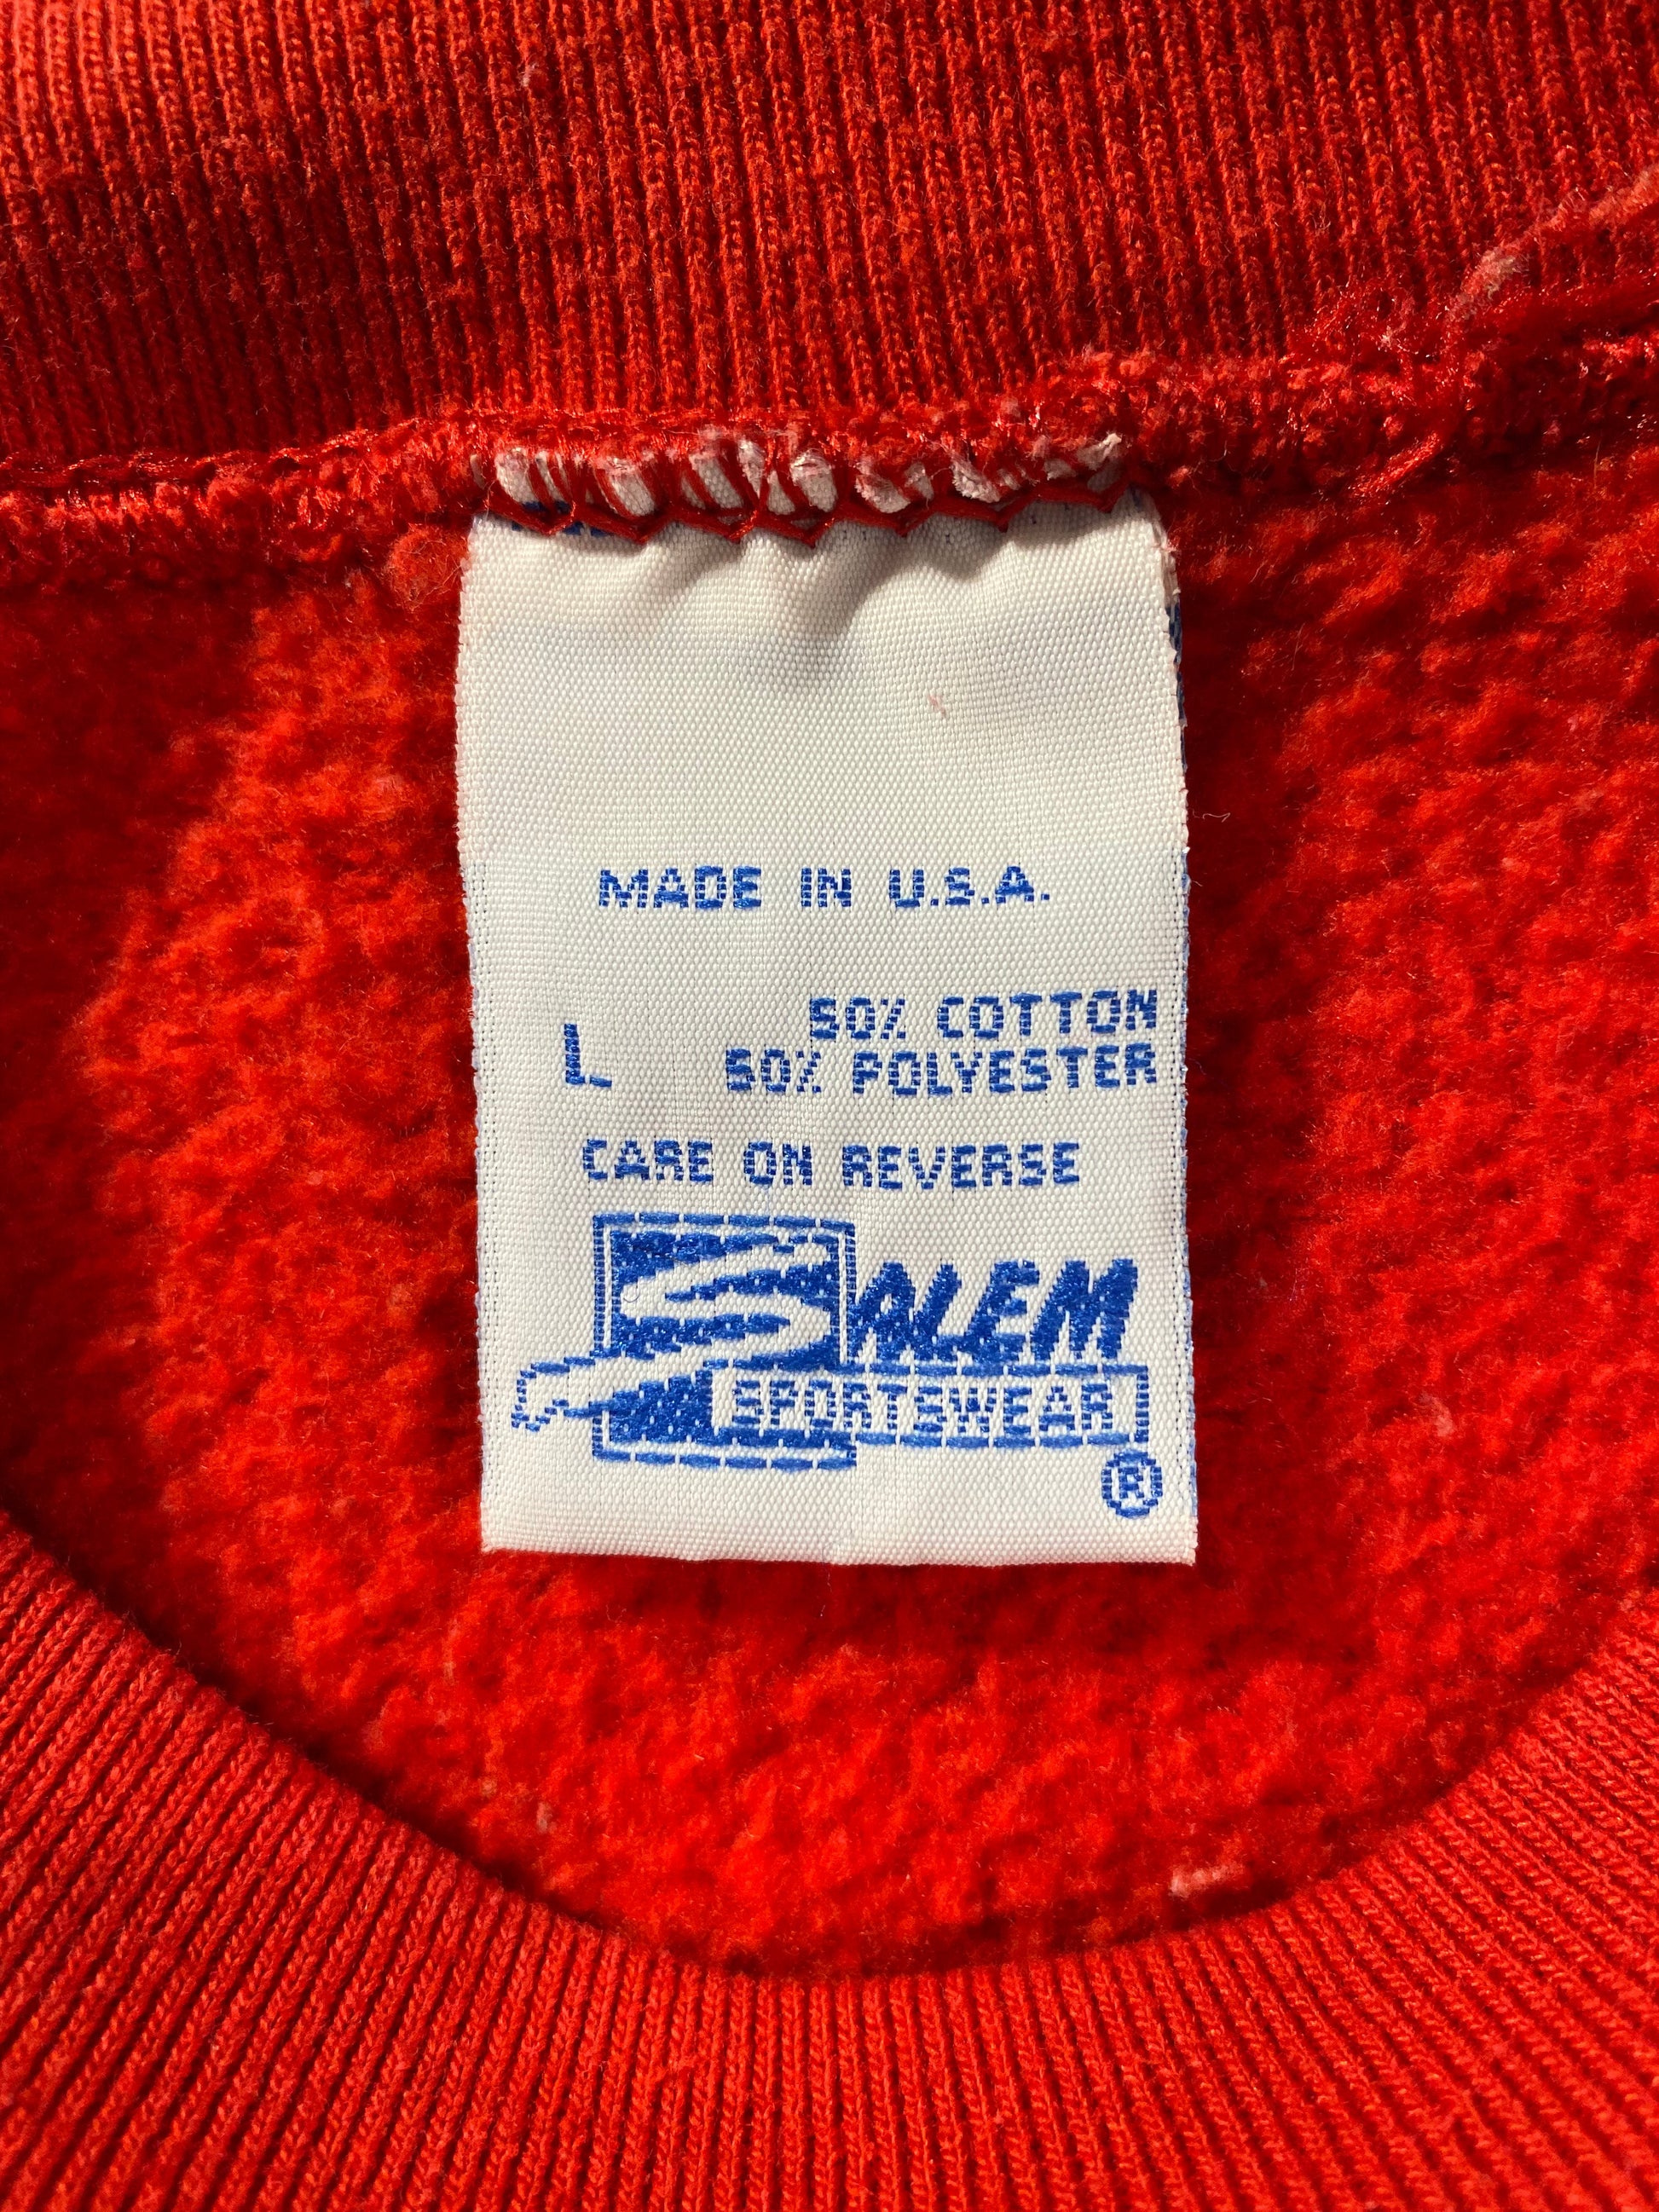 MADE IN U.S.A.
50% COTTON
L 50% POLYESTER
CARE ON REVERSE
SALEM
SPORTSWEAR
®